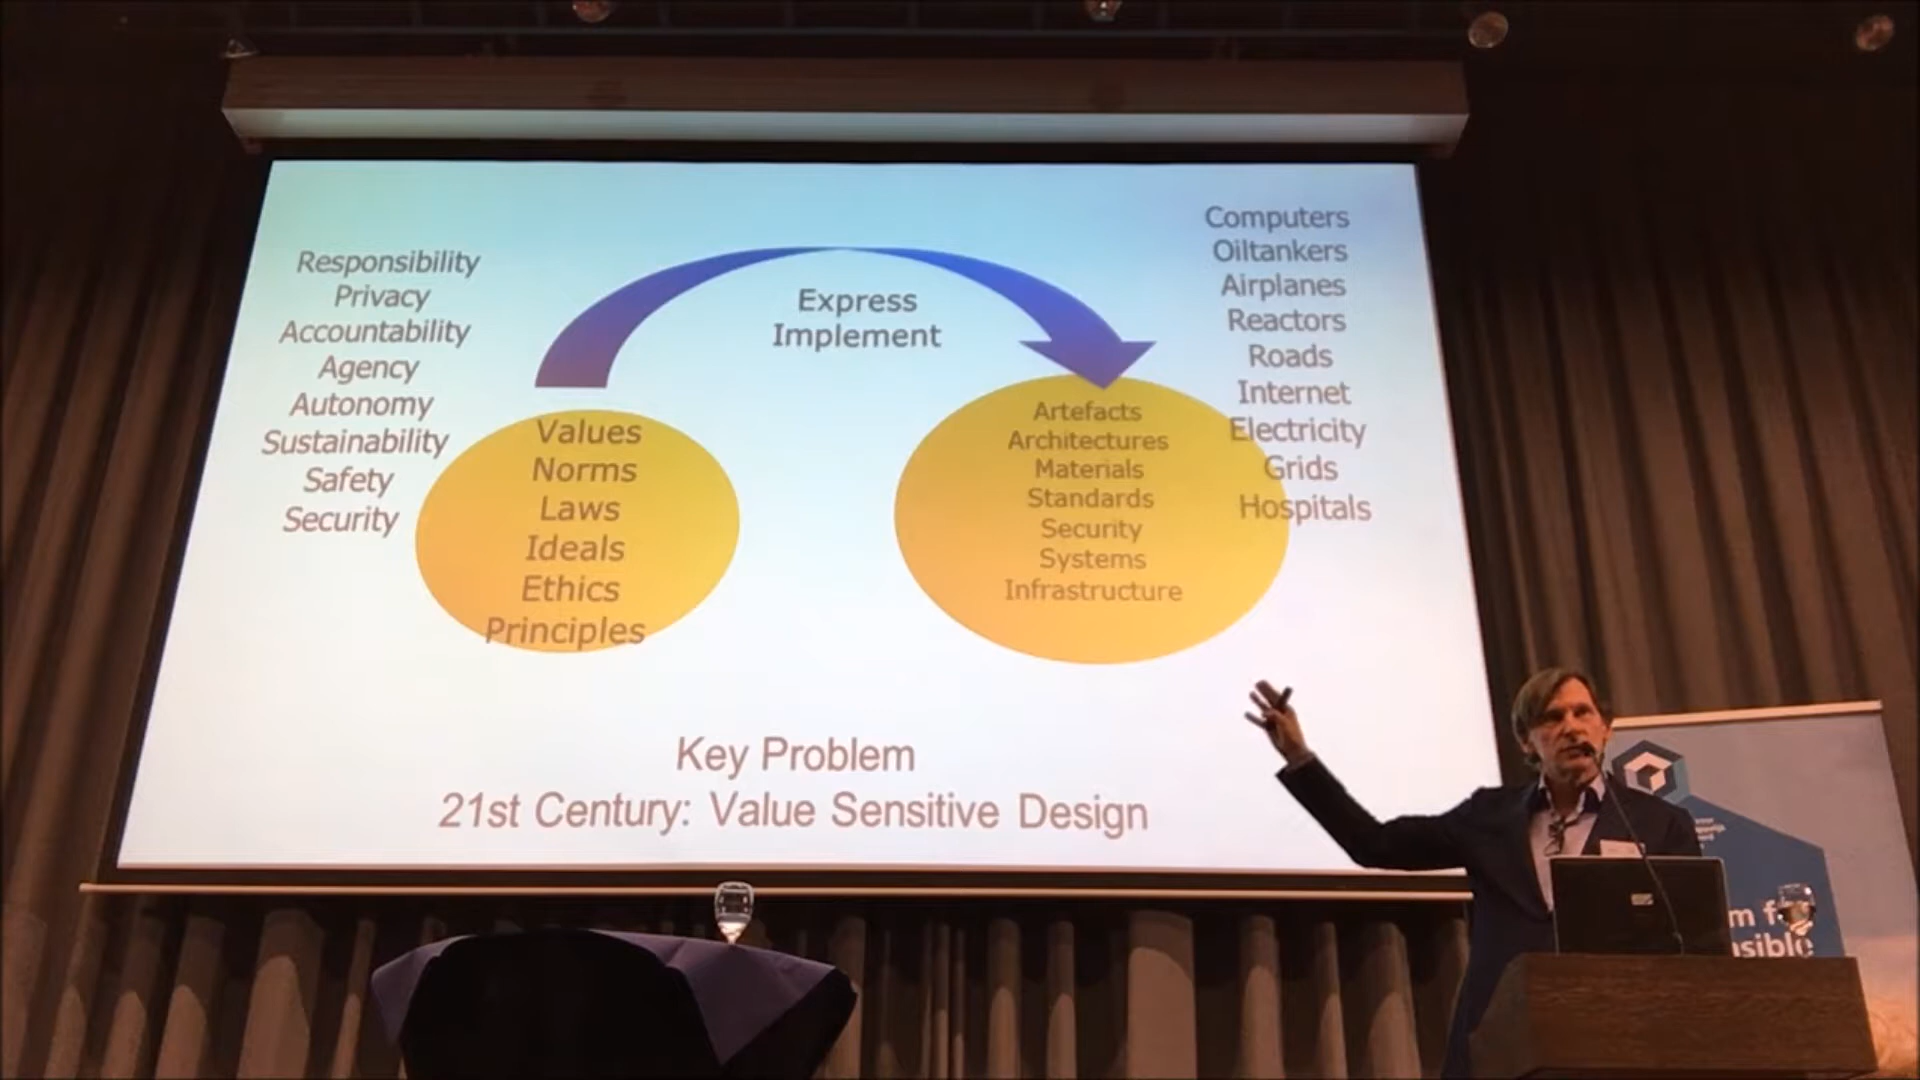 Responsibility
Privacy
Accountability
Agency
Autonomy
Sustainability
Safety
Security
Values
Norms
Laws
Ideals
Ethics
Principles
Express
Implement
Artefacts
Architectures
Materials
Standards
Security
Systems
Infrastructure
Computers
Oiltankers
Airplanes
Reactors
Roads
Internet
Electricity
Grids
Hospitals
Key Problem
21st Century: Value Sensitive Design